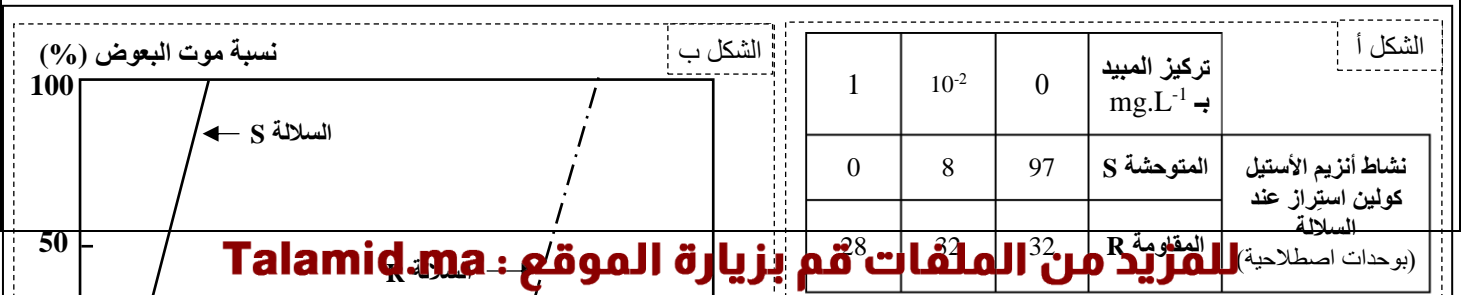 الشكل أ
تركيز المبيد
بـ mg.L-1
0
10-2
1
نشاط أنزيم الأستيل
كولين استِراز عند
السلالة
(بوحدات اصطلاحية)
المتوحشة S
97
8
0
المقاومة R
32
32
28
الشكل ب
نسبة موت البعوض (%)
100
السلالة S
50
السلالة R
للمزيد من الملفات قم بزيارة الموقع : Talamid.ma